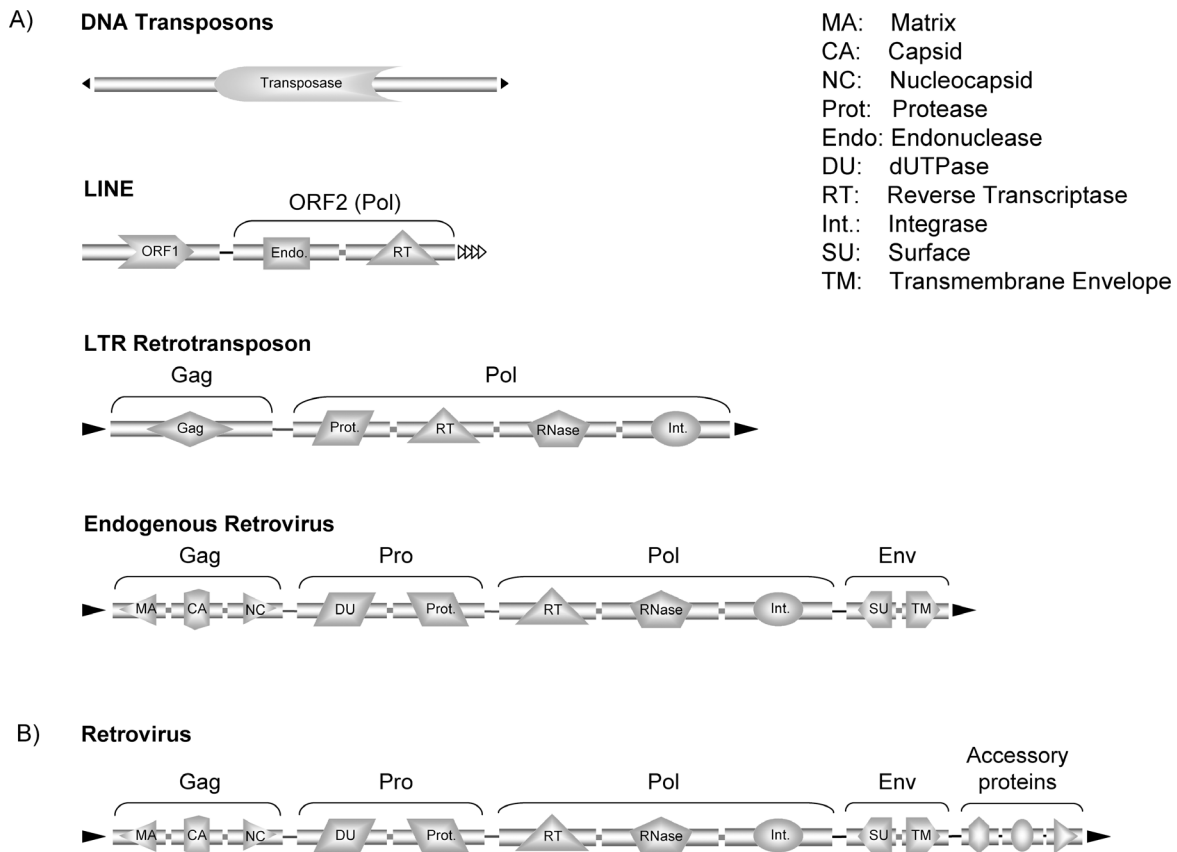 A)
DNA Transposons
Transposase
MA: Matrix
CA: Capsid
NC: Nucleocapsid
Prot: Protease
Endo: Endonuclease
DU: dUTPase
RT: Reverse Transcriptase
Int.: Integrase
SU: Surface
TM: Transmembrane Envelope
LINE
ORF2 (Pol)
ORF1 Endo. RT
LTR Retrotransposon
Gag Pol
Gag Prot. RT RNase Int.
Endogenous Retrovirus
Gag Pro Pol Env
MA CA NC DU Prot. RT RNase Int. SU TM
B)
Retrovirus
Gag Pro Pol Env Accessory
proteins
MA CA NC DU Prot. RT RNase Int. SU TM